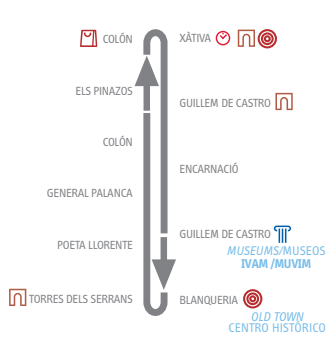 COLÓN
ELS PINAZOS
COLÓN
GENERAL PALANCA
POETA LLORENTE
TORRES DELS SERRANS
XÀTIVA
GUILLEM DE CASTRO
ENCARNACIÓ
GUILLEM DE CASTRO
MUSEUMS/MUSEOS
IVAM /MUVIM
BLANQUERIA
OLD TOWN
CENTRO HISTÓRICO